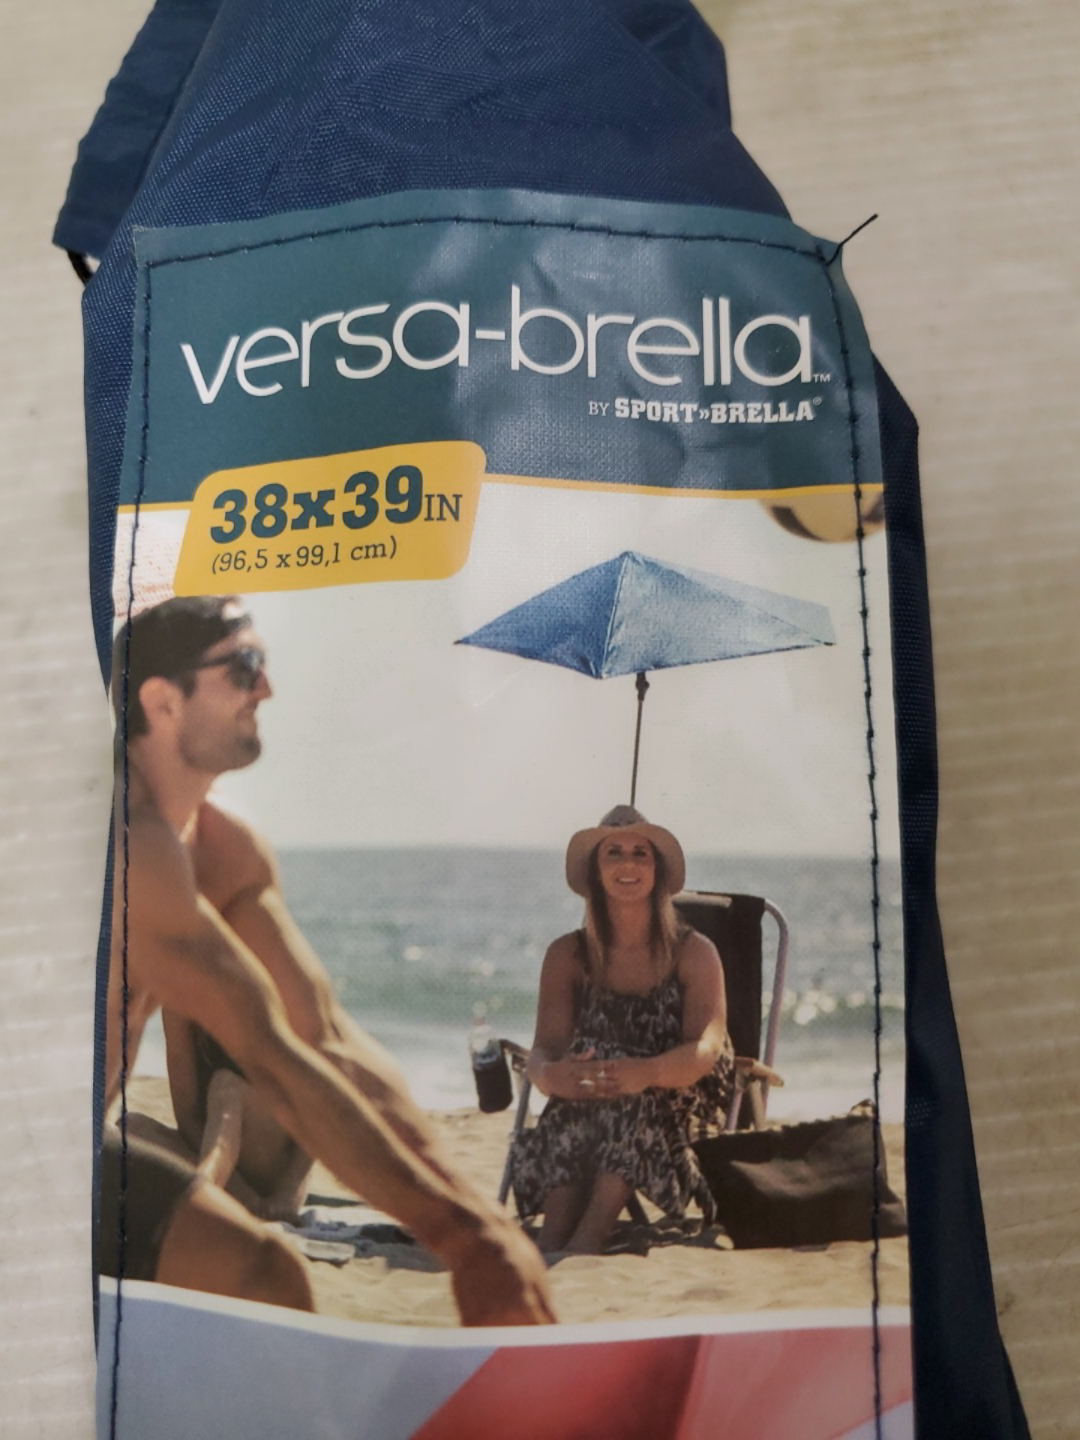 versa-brella™
BY SPORT»BRELLA®
38x39IN
(96,5 x 99,1 cm)